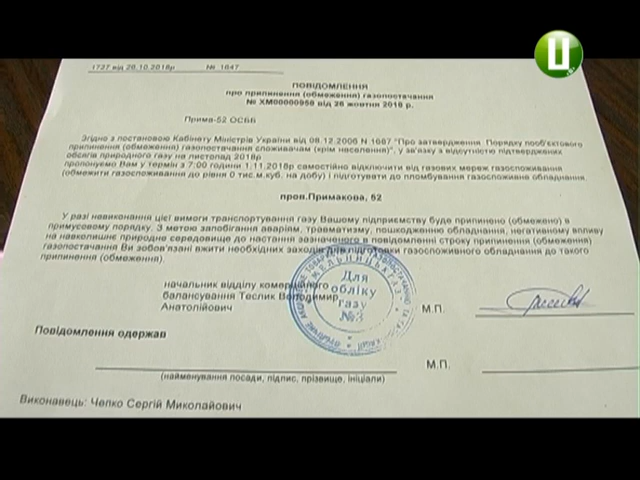 1727 від 26.10.2018р № 1647
ПОВІДОМЛЕННЯ
про припинення (обмеження) газопостачання
№ ХМ00000950 від 26 жовтня 2018 р.
Прима-52 ОСББ
Згідно з постановою Кабінету Міністрів України від 08.12.2006 N 1687 "Про затвердження Порядку пооб'єктового
припинення (обмеження) газопостачання споживачам (крім населення)", у зв'язку з відсутністю підтверджених
обсягів природного газу на листопад 2018р
пропонуємо Вам у термін з 7:00 години 1.11.2018р самостійно відключити від газових мереж газоспоживання
(обмежити газоспоживання до рівня 0 тис.м.куб. на добу) і підготувати до пломбування газоспоживне обладнання
пров.Примакова, 52
У разі невиконання цієї вимоги транспортування газу Вашому підприємству буде припинено (обмежено) в
примусовому порядку. З метою запобігання аваріям, травматизму, пошкодженню обладнання, негативному впливу
на навколишнє природне середовище до настання зазначеного в повідомленні строку припинення (обмеження)
газопостачання Ви зобов'язані вжити необхідних заходів для підготовки газоспоживного обладнання до такого
припинення (обмеження).
начальник відділу комерційного
балансування Теслик Володимир
Анатолійович
М.П.
Для
обліку
газу
№3
Повідомлення одержав
М.П.
(найменування посади, підпис, прізвище, ініціали)
Виконавець: Чепко Сергій Миколайович
Ц